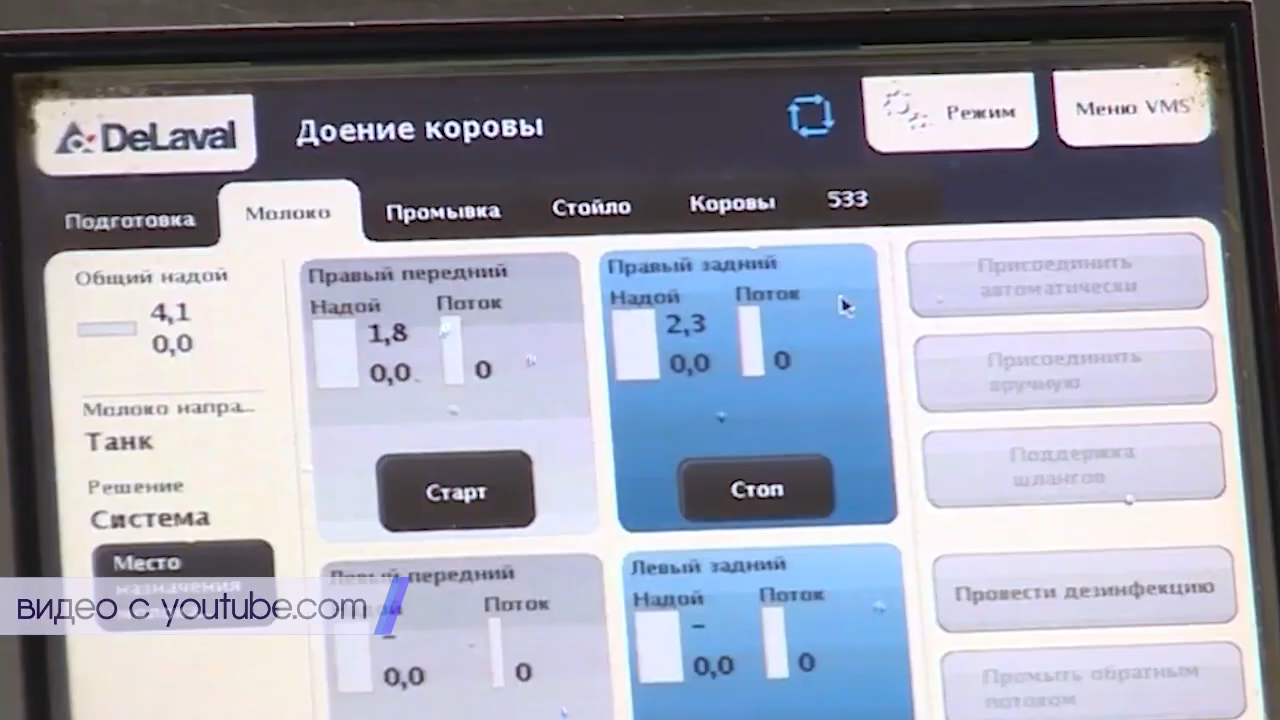 DeLaval
Доение коровы
Режим
Меню VMS
Подготовка
Молоко
Промывка
Стойло
Коровы
533
Общий надой
4,1
0,0
Молоко напра...
Танк
Решение
Система
Место
назначения
Правый передний
Надой Поток
1,8
0,0 0
Старт
Правый задний
Надой Поток
2,3
0,0 0
Стоп
Левый передний
Поток
–
0,0 0
Левый задний
Надой Поток
–
0,0 0
Присоединить
автоматически
Присоединить
вручную
Поддержка
шлангов
Провести дезинфекцию
Промыть обратным
потоком
видео с youtube.com